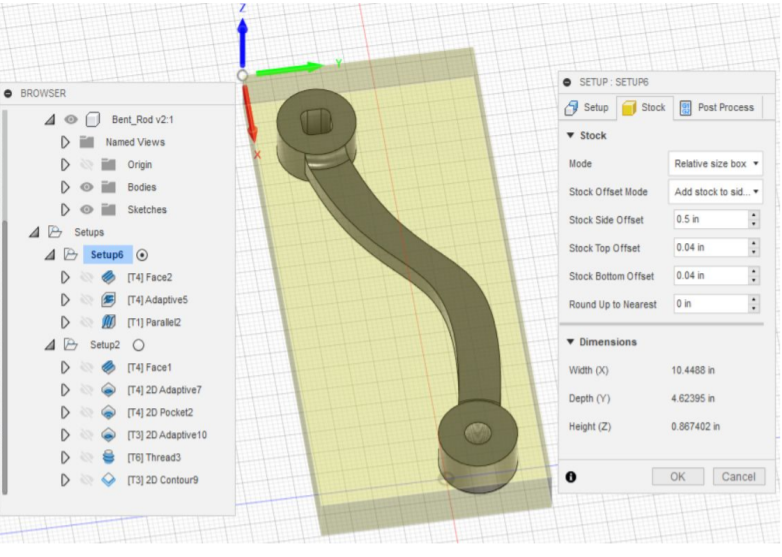 Z
Y
X
BROWSER
Bent_Rod v2:1
Named Views
Origin
Bodies
Sketches
Setups
Setup6
[T4] Face2
[T4] Adaptive5
[T1] Parallel2
Setup2
[T4] Face1
[T4] 2D Adaptive7
[T4] 2D Pocket2
[T3] 2D Adaptive10
[T6] Thread3
[T3] 2D Contour9
SETUP : SETUP6
Setup Stock Post Process
Stock
Mode Relative size box
Stock Offset Mode Add stock to sid...
Stock Side Offset 0.5 in
Stock Top Offset 0.04 in
Stock Bottom Offset 0.04 in
Round Up to Nearest 0 in
Dimensions
Width (X) 10.4488 in
Depth (Y) 4.62395 in
Height (Z) 0.867402 in
OK Cancel